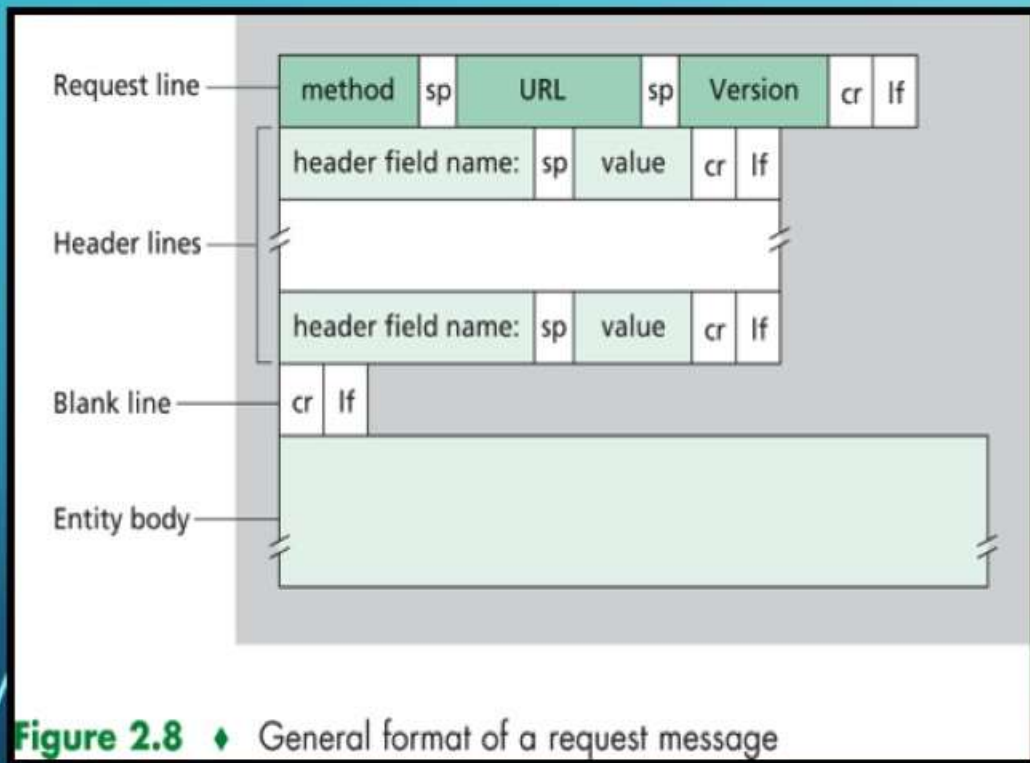 Request line method sp URL sp Version cr lf
header field name: sp value cr lf
Header lines
header field name: sp value cr lf
Blank line cr lf
Entity body
Figure 2.8 ♦ General format of a request message